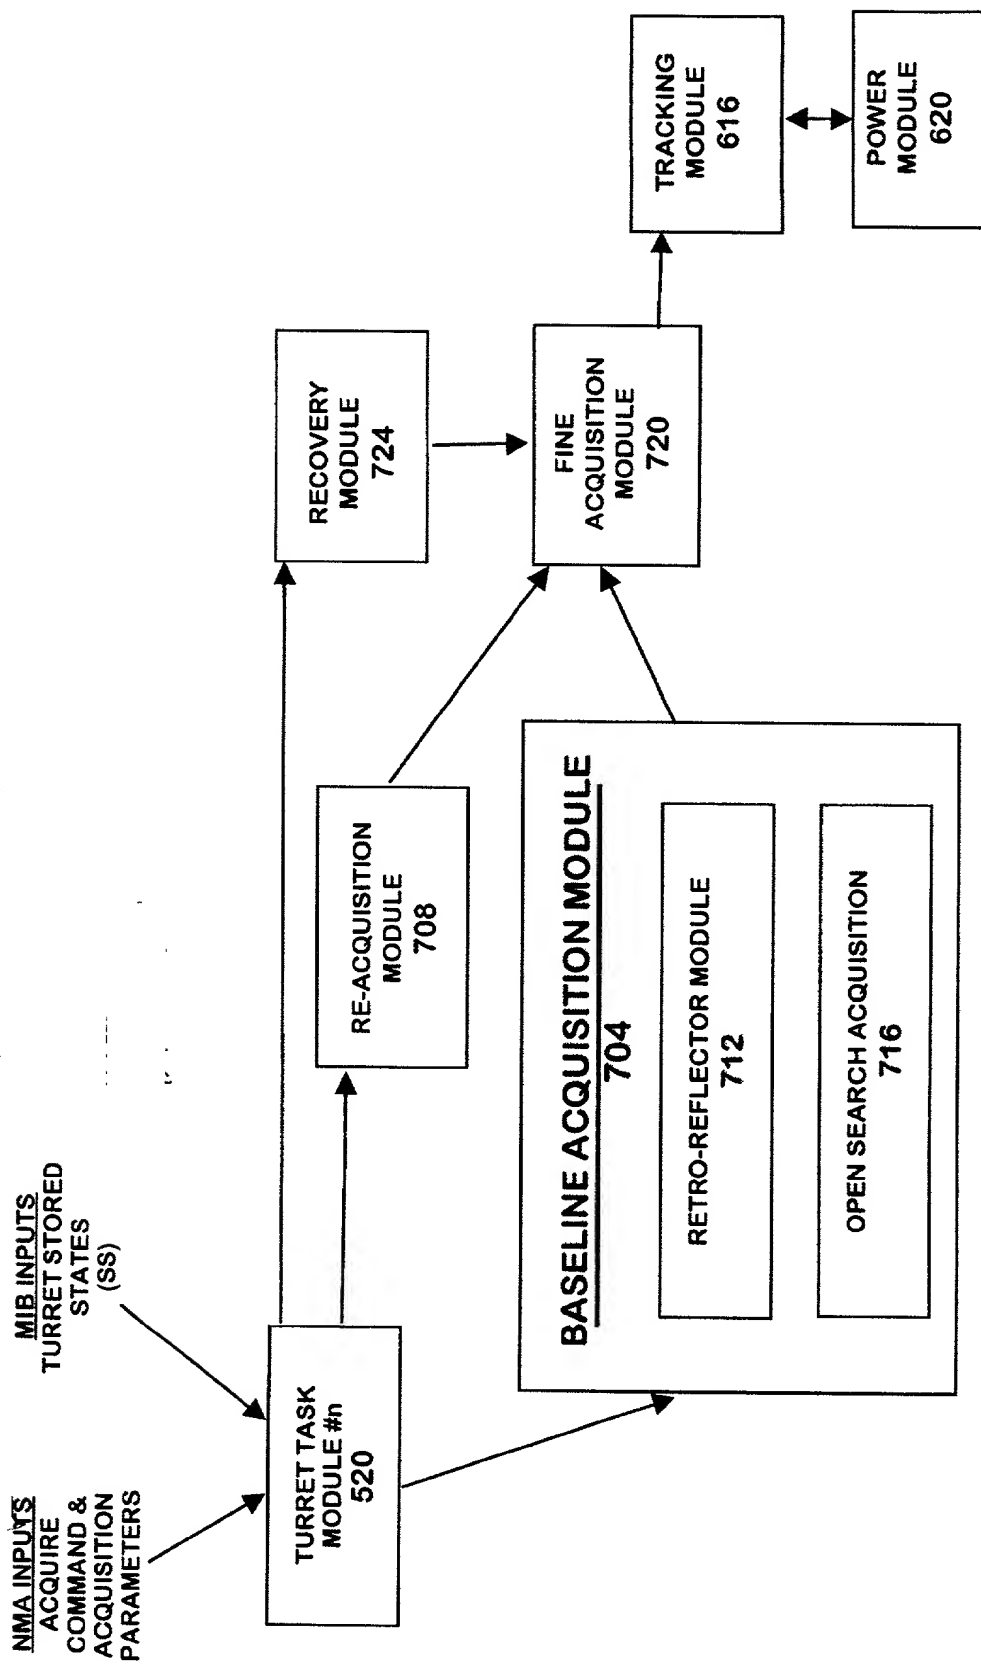 NMA INPUTS
ACQUIRE
COMMAND &
ACQUISITION
PARAMETERS
MIB INPUTS
TURRET STORED
STATES
(SS)
TURRET TASK
MODULE #n
520
RE-ACQUISITION
MODULE
708
RECOVERY
MODULE
724
BASELINE ACQUISITION MODULE
704
RETRO-REFLECTOR MODULE
712
OPEN SEARCH ACQUISITION
716
FINE
ACQUISITION
MODULE
720
TRACKING
MODULE
616
POWER
MODULE
620